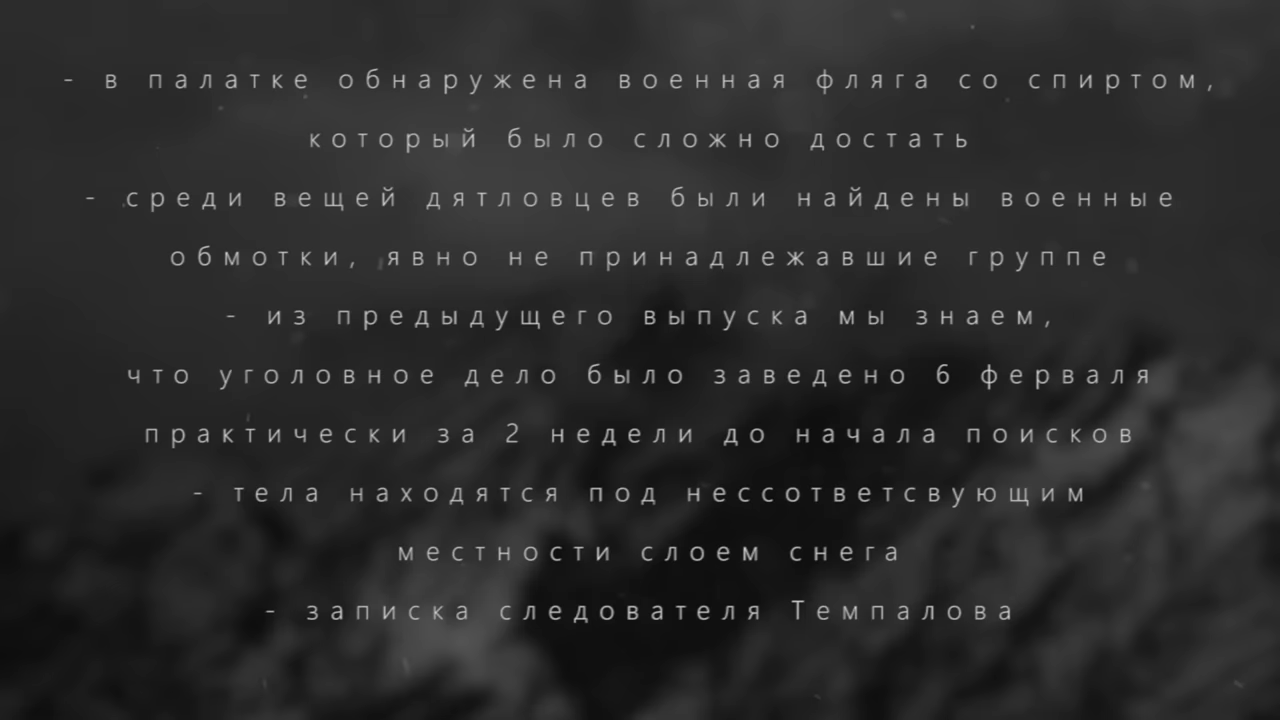 - в палатке обнаружена военная фляга со спиртом,
который было сложно достать
- среди вещей дятловцев были найдены военные
обмотки, явно не принадлежавшие группе
- из предыдущего выпуска мы знаем,
что уголовное дело было заведено 6 ферваля
практически за 2 недели до начала поисков
- тела находятся под нессответсвующим
местности слоем снега
- записка следователя Темпалова